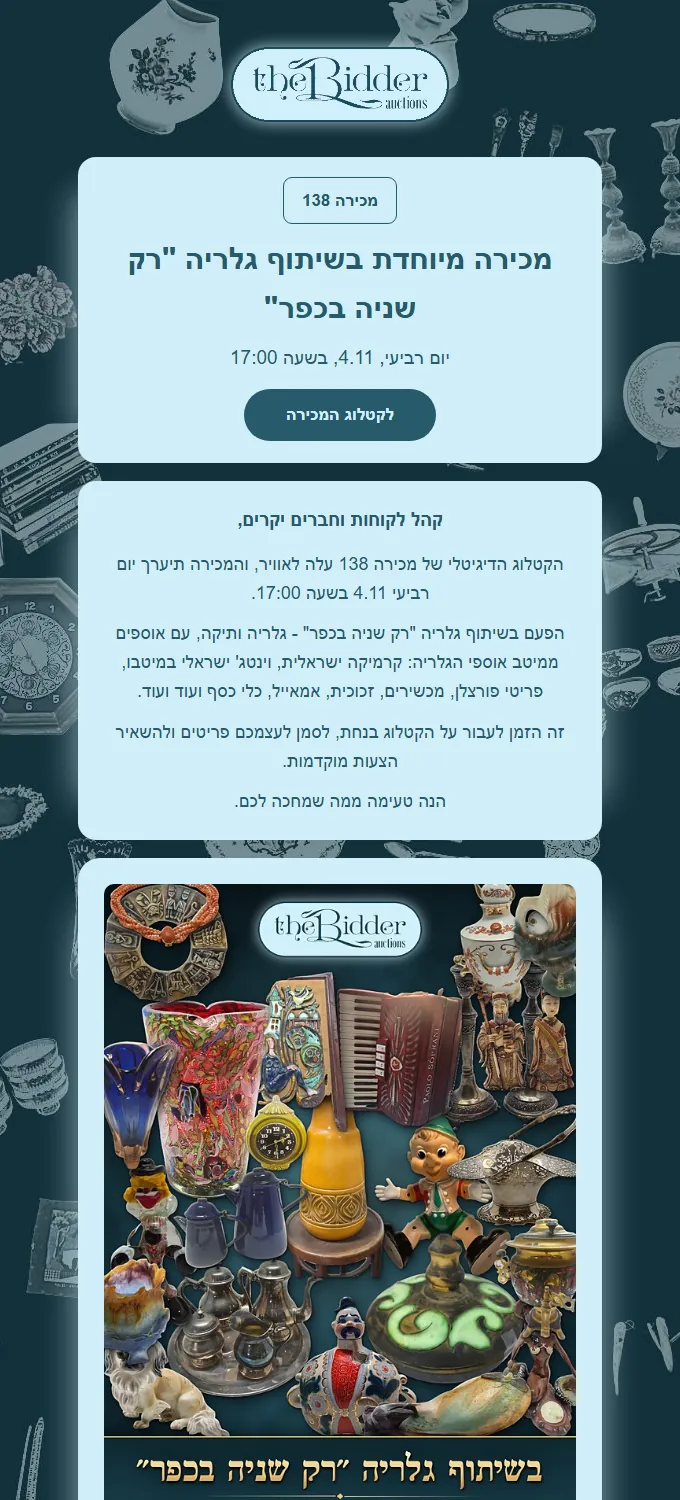 theBidder
auctions
מכירה 138
מכירה מיוחדת בשיתוף גלריה "רק
שניה בכפר"
יום רביעי, 4.11, בשעה 17:00
לקטלוג המכירה
קהל לקוחות וחברים יקרים,
הקטלוג הדיגיטלי של מכירה 138 עלה לאוויר, והמכירה תיערך יום
רביעי 4.11 בשעה 17:00.
הפעם בשיתוף גלריה "רק שניה בכפר" - גלריה ותיקה, עם אוספים
ממיטב אוספי הגלריה: קרמיקה ישראלית, וינטג' ישראלי במיטבו,
פריטי פורצלן, מכשירים, זכוכית, אמאייל, כלי כסף ועוד ועוד.
זה הזמן לעבור על הקטלוג בנחת, לסמן לעצמכם פריטים ולהשאיר
הצעות מוקדמות.
הנה טעימה ממה שמחכה לכם.
theBidder
auctions
PAOLO SOPRANI
בשיתוף גלריה "רק שניה בכפר"